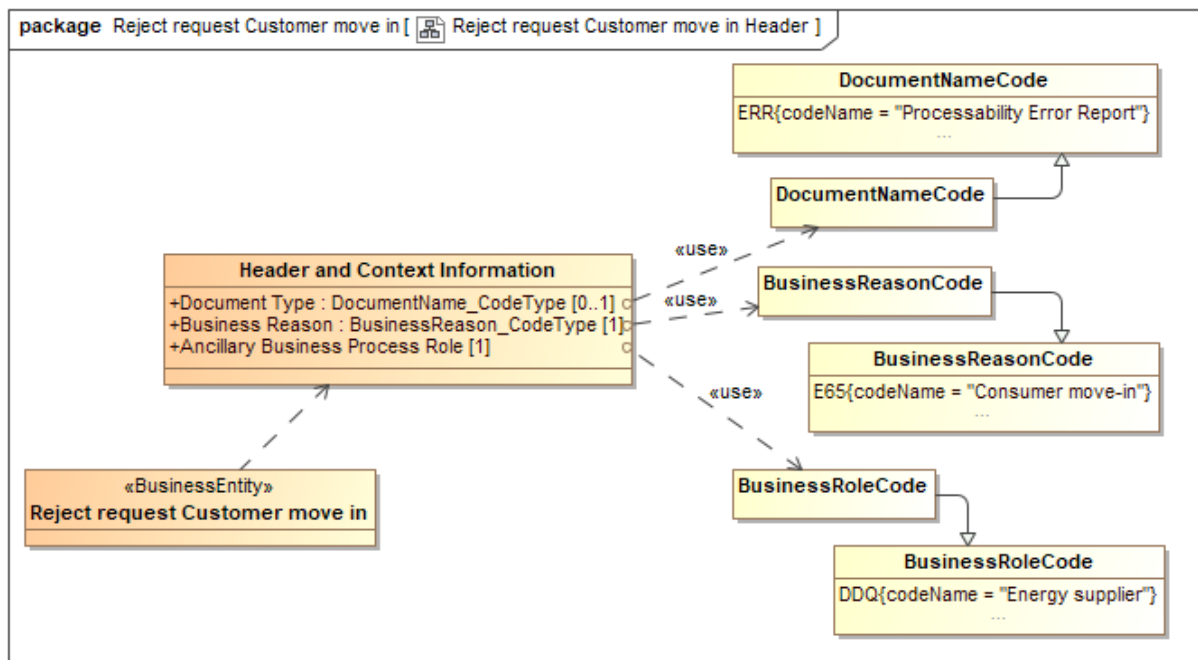 package Reject request Customer move in [ Reject request Customer move in Header ]
DocumentNameCode
ERR{codeName = "Processability Error Report"}
...
DocumentNameCode
«use»
Header and Context Information
+Document Type : DocumentName_CodeType [0..1]
+Business Reason : BusinessReason_CodeType [1]
+Ancillary Business Process Role [1]
«use»
BusinessReasonCode
BusinessReasonCode
E65{codeName = "Consumer move-in"}
...
«use»
«BusinessEntity»
Reject request Customer move in
BusinessRoleCode
BusinessRoleCode
DDQ{codeName = "Energy supplier"}
...